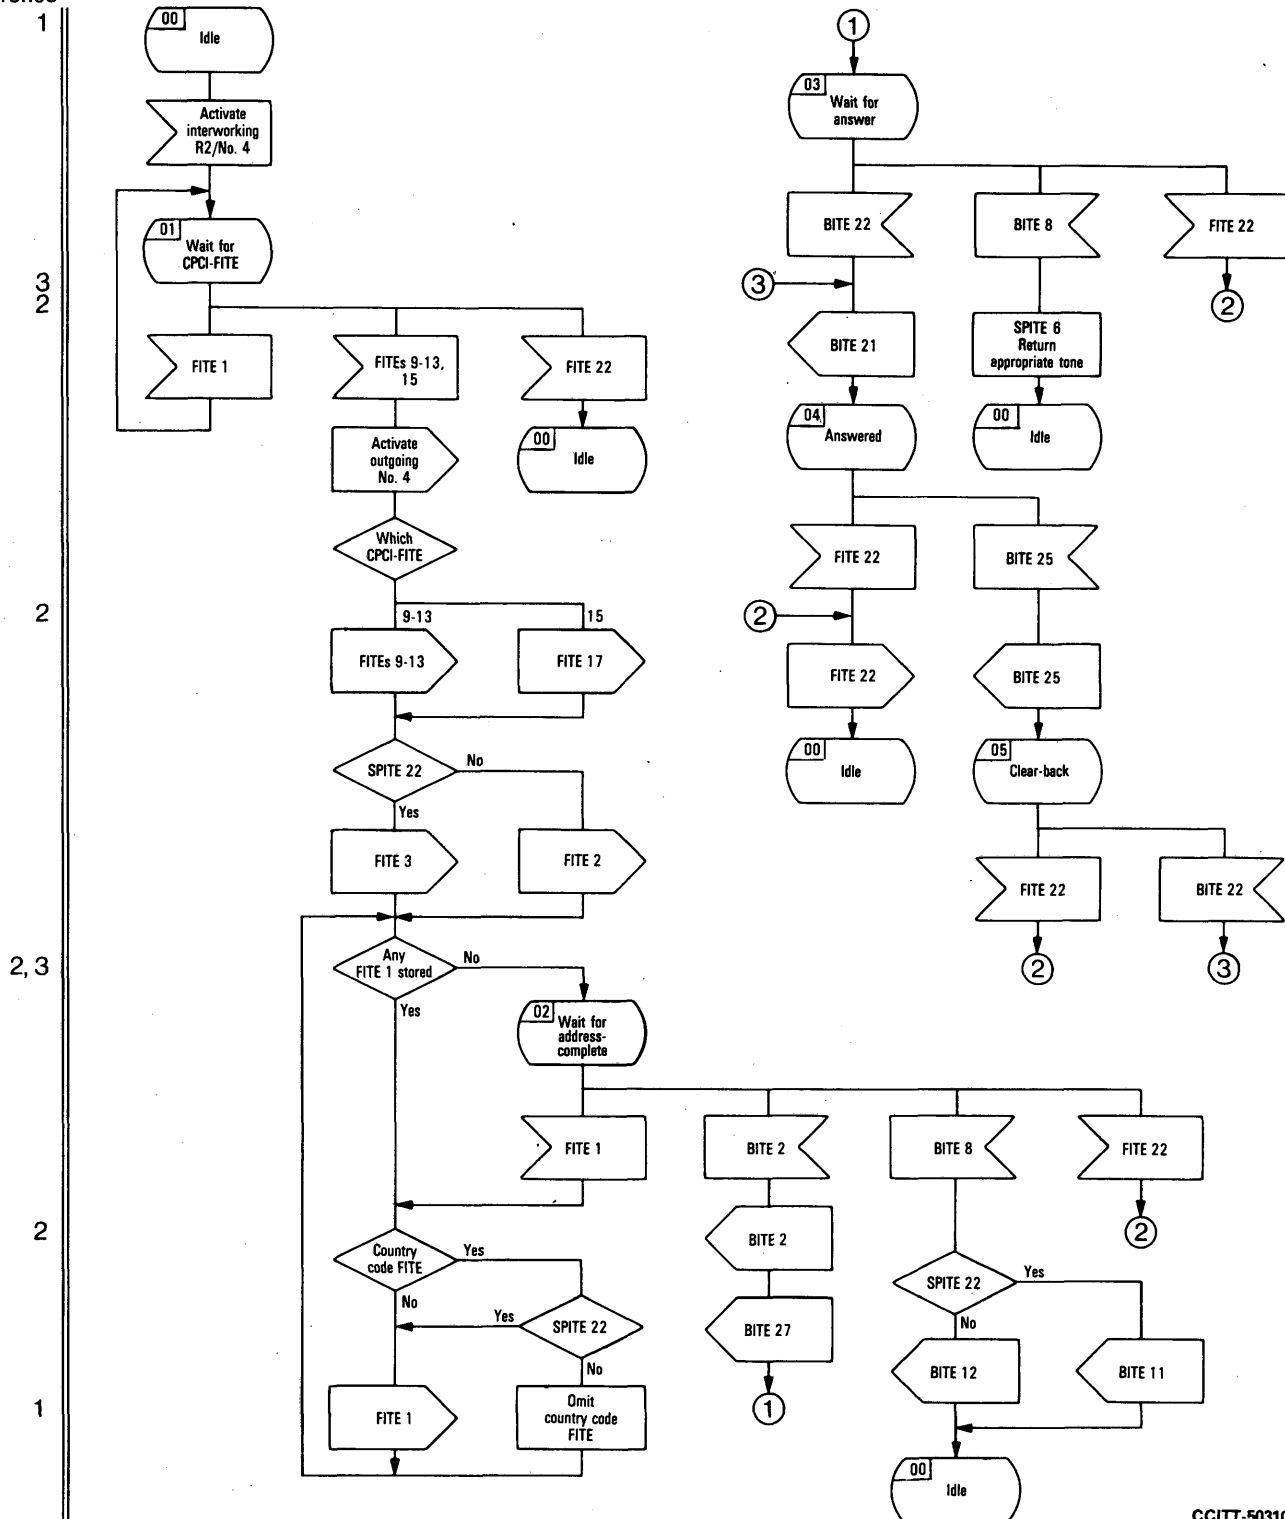 1
00
Idle
Activate
interworking
R2/No. 4
01
Wait for
CPCI-FITE
3
2
FITE 1
FITEs 9-13,
15
FITE 22
Activate
outgoing
No. 4
00
Idle
Which
CPCI-FITE
2
9-13
15
FITEs 9-13
FITE 17
SPITE 22
No
Yes
FITE 3
FITE 2
2, 3
Any
FITE 1 stored
No
Yes
02
Wait for
address-
complete
FITE 1
BITE 2
BITE 8
FITE 22
2
2
Country
code FITE
Yes
No
SPITE 22
Yes
No
BITE 2
BITE 27
1
SPITE 22
Yes
No
BITE 12
BITE 11
1
FITE 1
Omit
country code
FITE
00
Idle
1
03
Wait for
answer
BITE 22
BITE 8
FITE 22
3
2
BITE 21
SPITE 6
Return
appropriate tone
04
Answered
00
Idle
FITE 22
BITE 25
2
FITE 22
BITE 25
00
Idle
05
Clear-back
FITE 22
BITE 22
2
3